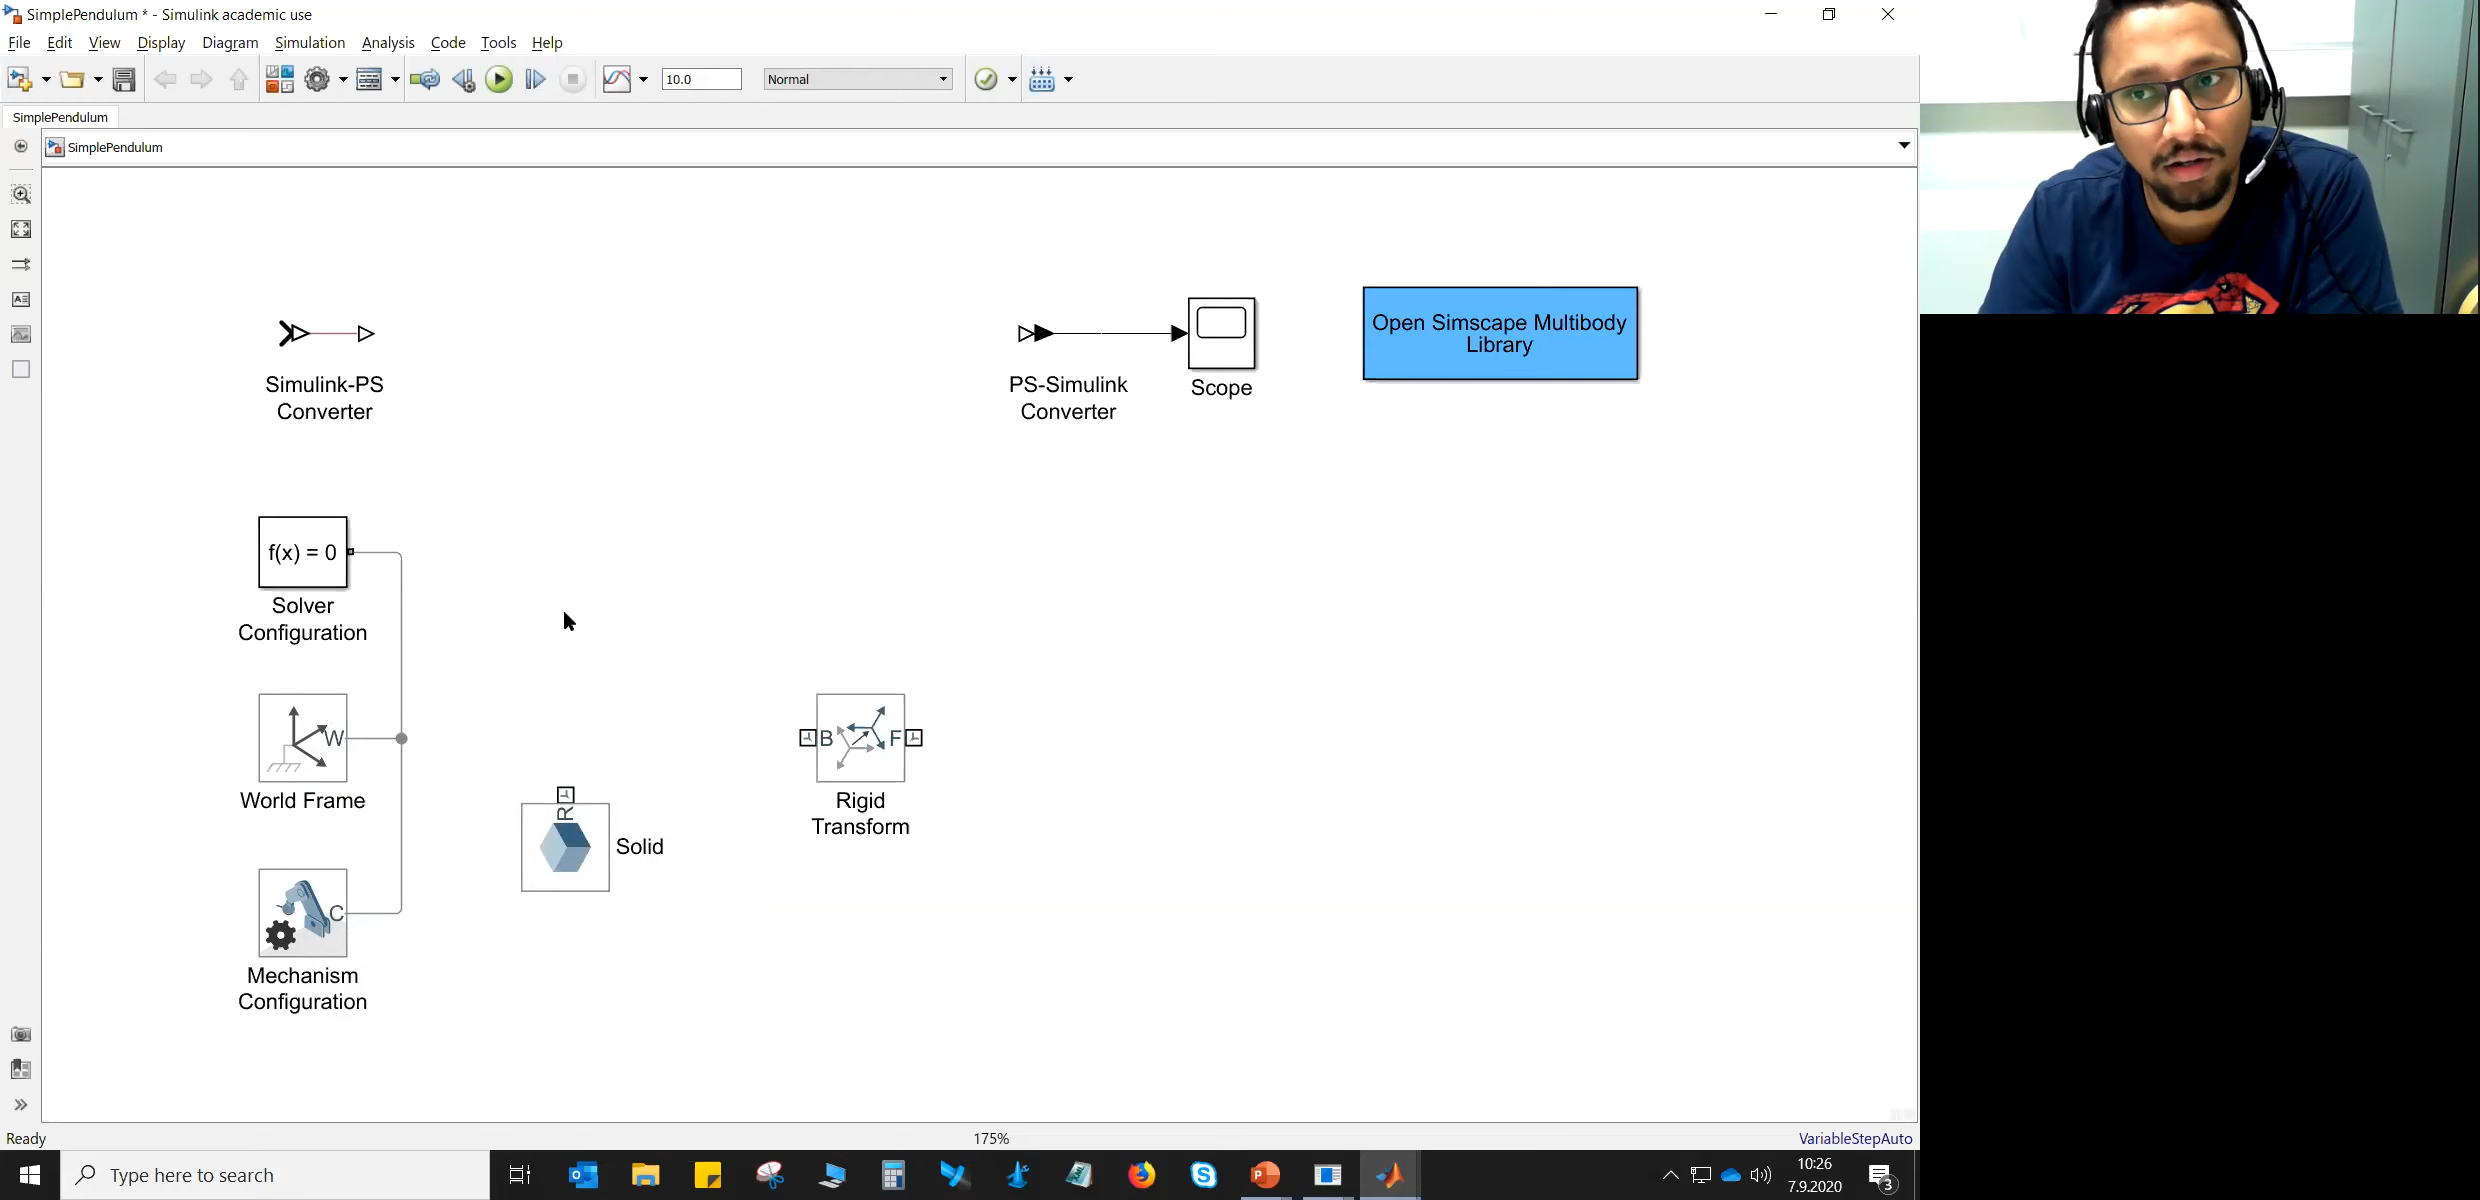 SimplePendulum * - Simulink academic use
File Edit View Display Diagram Simulation Analysis Code Tools Help
10.0 Normal
SimplePendulum
SimplePendulum
Open Simscape Multibody
Library
Simulink-PS
Converter
PS-Simulink
Converter
Scope
f(x) = 0
Solver
Configuration
W
World Frame
B F
Rigid
Transform
R
Solid
C
Mechanism
Configuration
Ready 175% VariableStepAuto
Type here to search
10:26
7.9.2020
3